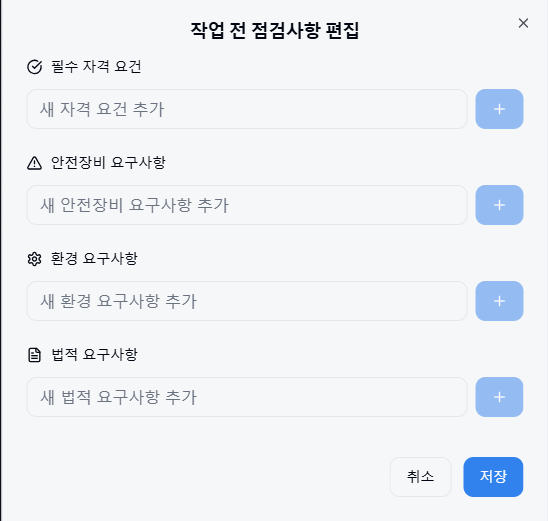 작업 전 점검사항 편집
필수 자격 요건
새 자격 요건 추가
안전장비 요구사항
새 안전장비 요구사항 추가
환경 요구사항
새 환경 요구사항 추가
법적 요구사항
새 법적 요구사항 추가
취소 저장